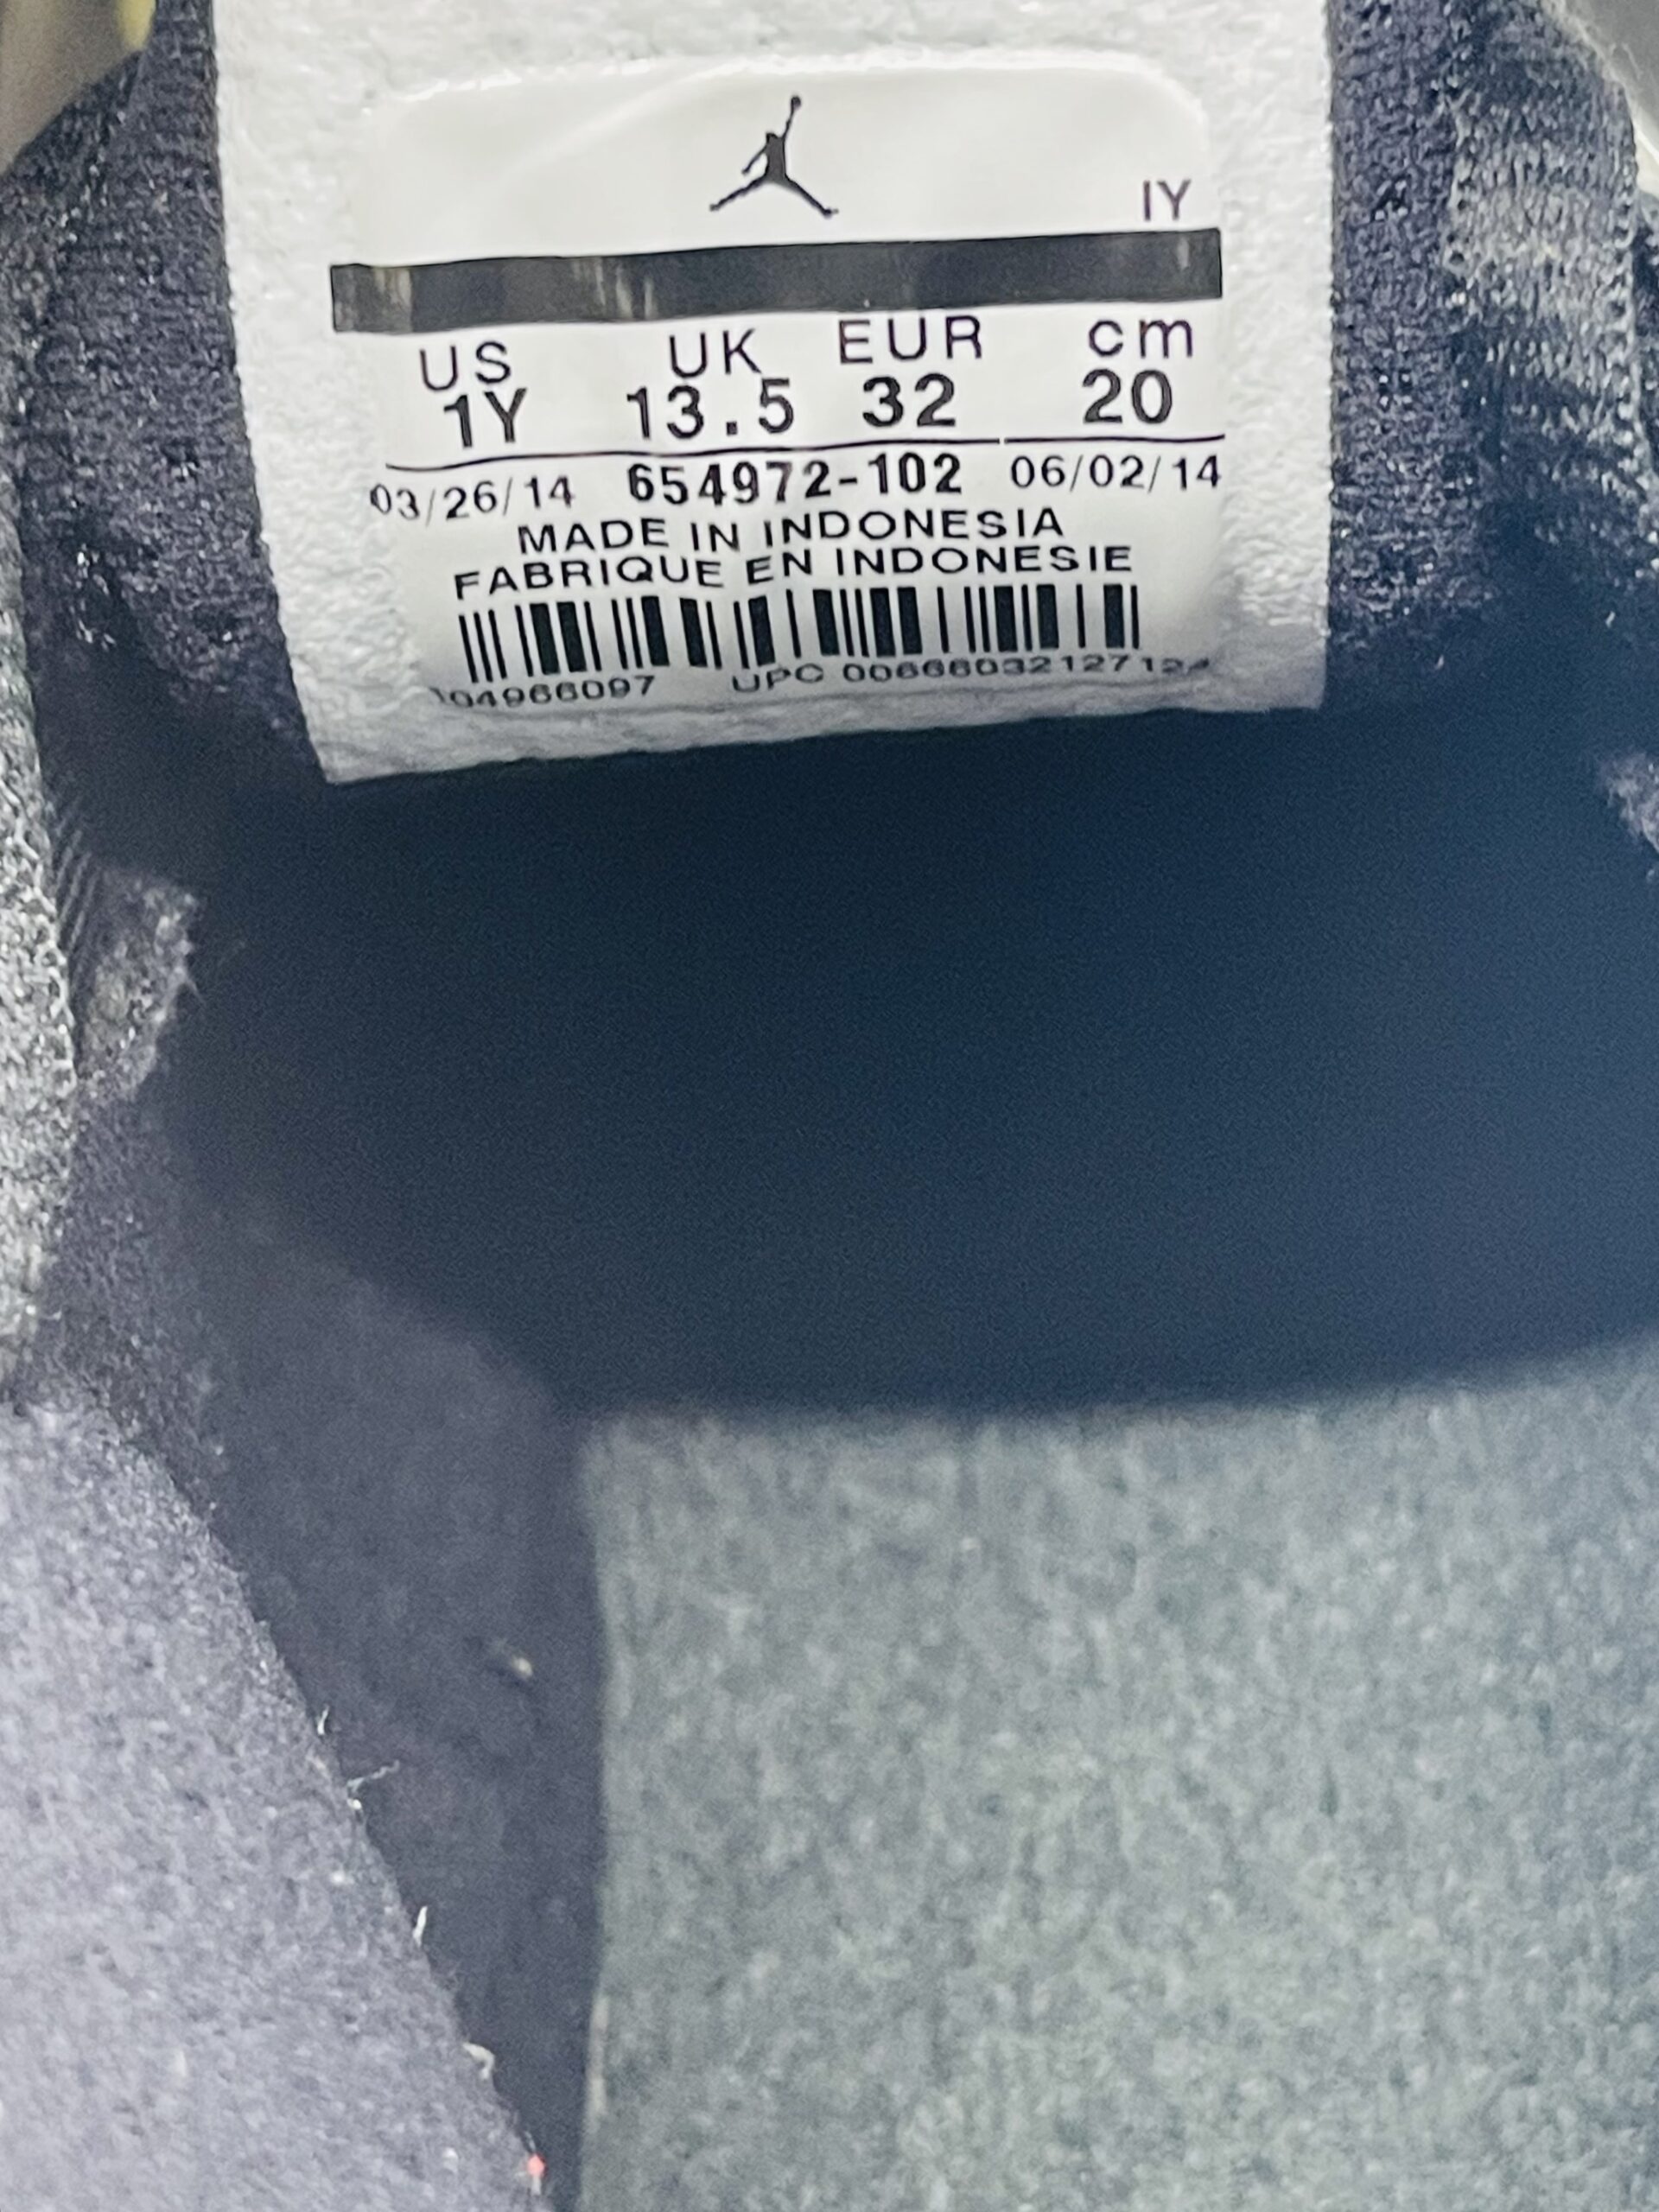 IY
US UK EUR cm
1Y 13.5 32 20
03/26/14 654972-102 06/02/14
MADE IN INDONESIA
FABRIQUE EN INDONESIE
UPC